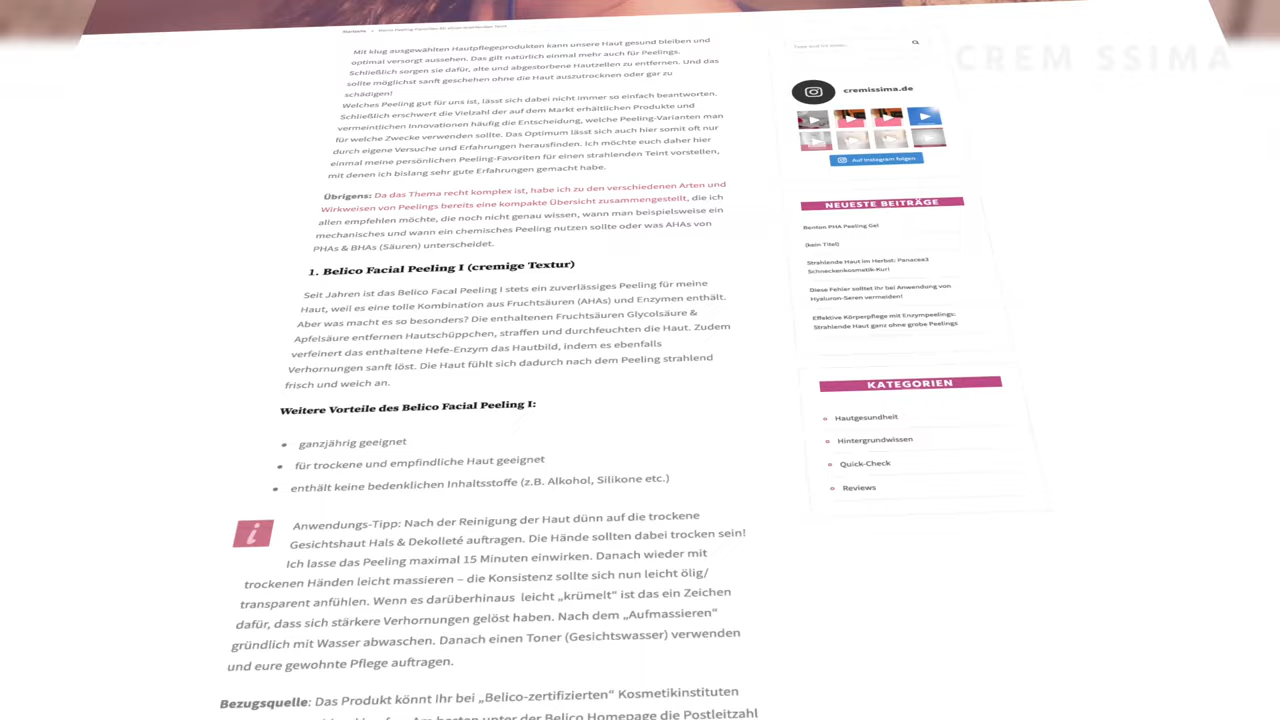 Startseite
Mit klug ausgewählten Hautpflegeprodukten kann unsere Haut gesund bleiben und
optimal versorgt aussehen. Das gilt natürlich einmal mehr auch für Peelings.
Schließlich sorgen sie dafür, alte und abgestorbene Hautzellen zu entfernen. Und das
sollte möglichst sanft geschehen ohne die Haut auszutrocknen oder gar zu
schädigen!
Welches Peeling gut für uns ist, lässt sich dabei nicht immer so einfach beantworten.
Schließlich erschwert die Vielzahl der auf dem Markt erhältlichen Produkte und
vermeintlichen Innovationen häufig die Entscheidung, welche Peeling-Varianten man
für welche Zwecke verwenden sollte. Das Optimum lässt sich auch hier somit oft nur
durch eigene Versuche und Erfahrungen herausfinden. Ich möchte euch daher hier
einmal meine persönlichen Peeling-Favoriten für einen strahlenden Teint vorstellen,
mit denen ich bislang sehr gute Erfahrungen gemacht habe.
Übrigens: Da das Thema recht komplex ist, habe ich zu den verschiedenen Arten und
Wirkweisen von Peelings bereits eine kompakte Übersicht zusammengestellt, die ich
allen empfehlen möchte, die noch nicht genau wissen, wann man beispielsweise ein
mechanisches und wann ein chemisches Peeling nutzen sollte oder was AHAs von
PHAs & BHAs (Säuren) unterscheidet.
1. Belico Facial Peeling I (cremige Textur)
Seit Jahren ist das Belico Facal Peeling I stets ein zuverlässiges Peeling für meine
Haut, weil es eine tolle Kombination aus Fruchtsäuren (AHAs) und Enzymen enthält.
Aber was macht es so besonders? Die enthaltenen Fruchtsäuren Glycolsäure &
Apfelsäure entfernen Hautschüppchen, straffen und durchfeuchten die Haut. Zudem
verfeinert das enthaltene Hefe-Enzym das Hautbild, indem es ebenfalls
Verhornungen sanft löst. Die Haut fühlt sich dadurch nach dem Peeling strahlend
frisch und weich an.
Weitere Vorteile des Belico Facial Peeling I:
• ganzjährig geeignet
• für trockene und empfindliche Haut geeignet
• enthält keine bedenklichen Inhaltsstoffe (z.B. Alkohol, Silikone etc.)
i
Anwendungs-Tipp: Nach der Reinigung der Haut dünn auf die trockene
Gesichtshaut Hals & Dekolleté auftragen. Die Hände sollten dabei trocken sein!
Ich lasse das Peeling maximal 15 Minuten einwirken. Danach wieder mit
trockenen Händen leicht massieren – die Konsistenz sollte sich nun leicht ölig/
transparent anfühlen. Wenn es darüberhinaus leicht „krümelt“ ist das ein Zeichen
dafür, dass sich stärkere Verhornungen gelöst haben. Nach dem „Aufmassieren“
gründlich mit Wasser abwaschen. Danach einen Toner (Gesichtswasser) verwenden
und eure gewohnte Pflege auftragen.
Bezugsquelle: Das Produkt könnt ihr bei „Belico-zertifizierten“ Kosmetikinstituten
unter der Belico Homepage die Postleitzahl
CREM SSIMA
cremissima.de
Auf Instagram folgen
NEUESTE BEITRÄGE
Benton PHA Peeling Gel
(kein Titel)
Strahlende Haut im Herbst: Panacea3
Schneckenkosmetik-Kur!
Diese Fehler solltet ihr bei Anwendung von
Hyaluron-Seren vermeiden!
Effektive Körperpflege mit Enzympeelings:
Strahlende Haut ganz ohne grobe Peelings
KATEGORIEN
Hautgesundheit
Hintergrundwissen
Quick-Check
Reviews